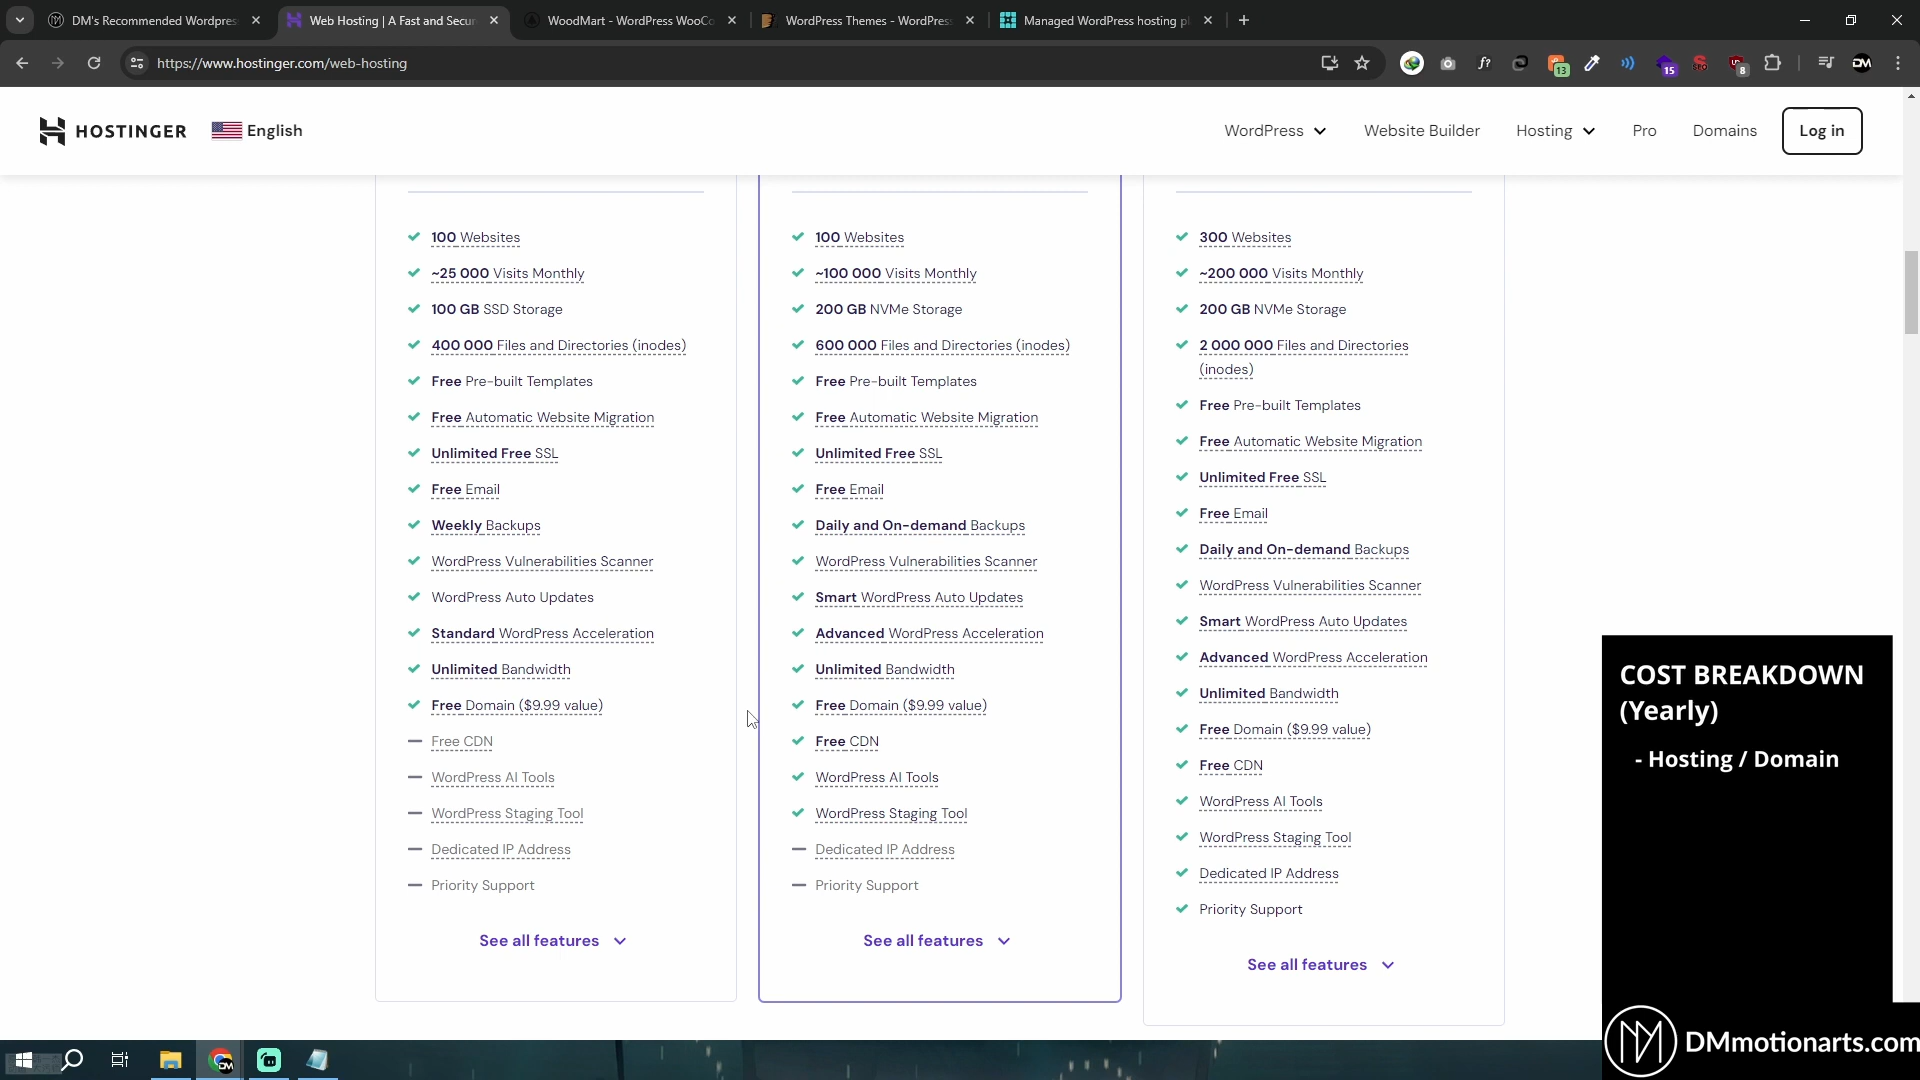 DM's Recommended Wordpres
Web Hosting | A Fast and Secur
WoodMart - WordPress WooCo
WordPress Themes - WordPress
Managed WordPress hosting pl
https://www.hostinger.com/web-hosting
13
15
8
DM
HOSTINGER
English
WordPress
Website Builder
Hosting
Pro
Domains
Log in
100 Websites
~25 000 Visits Monthly
100 GB SSD Storage
400 000 Files and Directories (inodes)
Free Pre-built Templates
Free Automatic Website Migration
Unlimited Free SSL
Free Email
Weekly Backups
WordPress Vulnerabilities Scanner
WordPress Auto Updates
Standard WordPress Acceleration
Unlimited Bandwidth
Free Domain ($9.99 value)
Free CDN
WordPress AI Tools
WordPress Staging Tool
Dedicated IP Address
Priority Support
See all features
100 Websites
~100 000 Visits Monthly
200 GB NVMe Storage
600 000 Files and Directories (inodes)
Free Pre-built Templates
Free Automatic Website Migration
Unlimited Free SSL
Free Email
Daily and On-demand Backups
WordPress Vulnerabilities Scanner
Smart WordPress Auto Updates
Advanced WordPress Acceleration
Unlimited Bandwidth
Free Domain ($9.99 value)
Free CDN
WordPress AI Tools
WordPress Staging Tool
Dedicated IP Address
Priority Support
See all features
300 Websites
~200 000 Visits Monthly
200 GB NVMe Storage
2 000 000 Files and Directories
(inodes)
Free Pre-built Templates
Free Automatic Website Migration
Unlimited Free SSL
Free Email
Daily and On-demand Backups
WordPress Vulnerabilities Scanner
Smart WordPress Auto Updates
Advanced WordPress Acceleration
Unlimited Bandwidth
Free Domain ($9.99 value)
Free CDN
WordPress AI Tools
WordPress Staging Tool
Dedicated IP Address
Priority Support
See all features
COST BREAKDOWN
(Yearly)
- Hosting / Domain
DMmotionarts.com